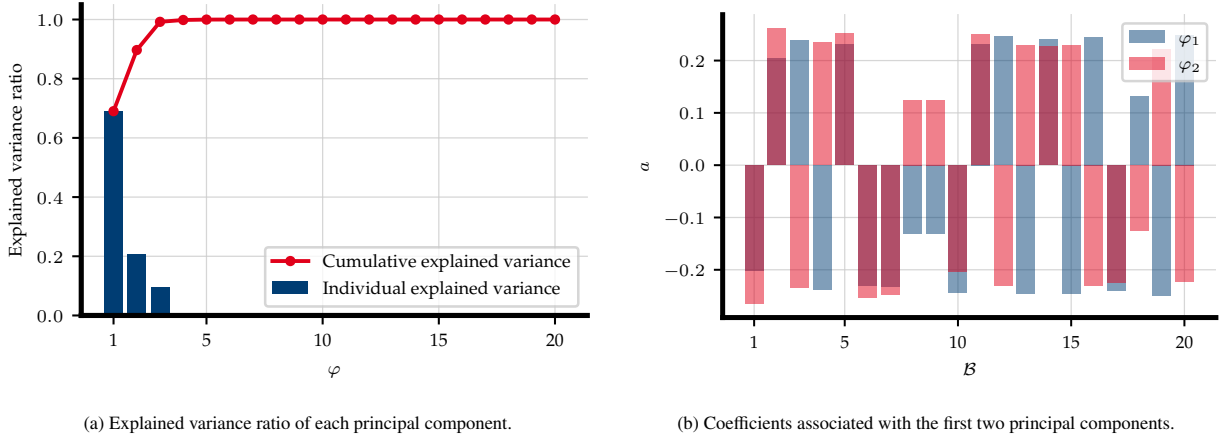 Explained variance ratio
1.0
0.8
0.6
0.4
0.2
0.0
1 5 10 15 20
φ
Cumulative explained variance
Individual explained variance
(a) Explained variance ratio of each principal component.
a
0.2
0.1
0.0
−0.1
−0.2
1 5 10 15 20
ℬ
φ1
φ2
(b) Coefficients associated with the first two principal components.